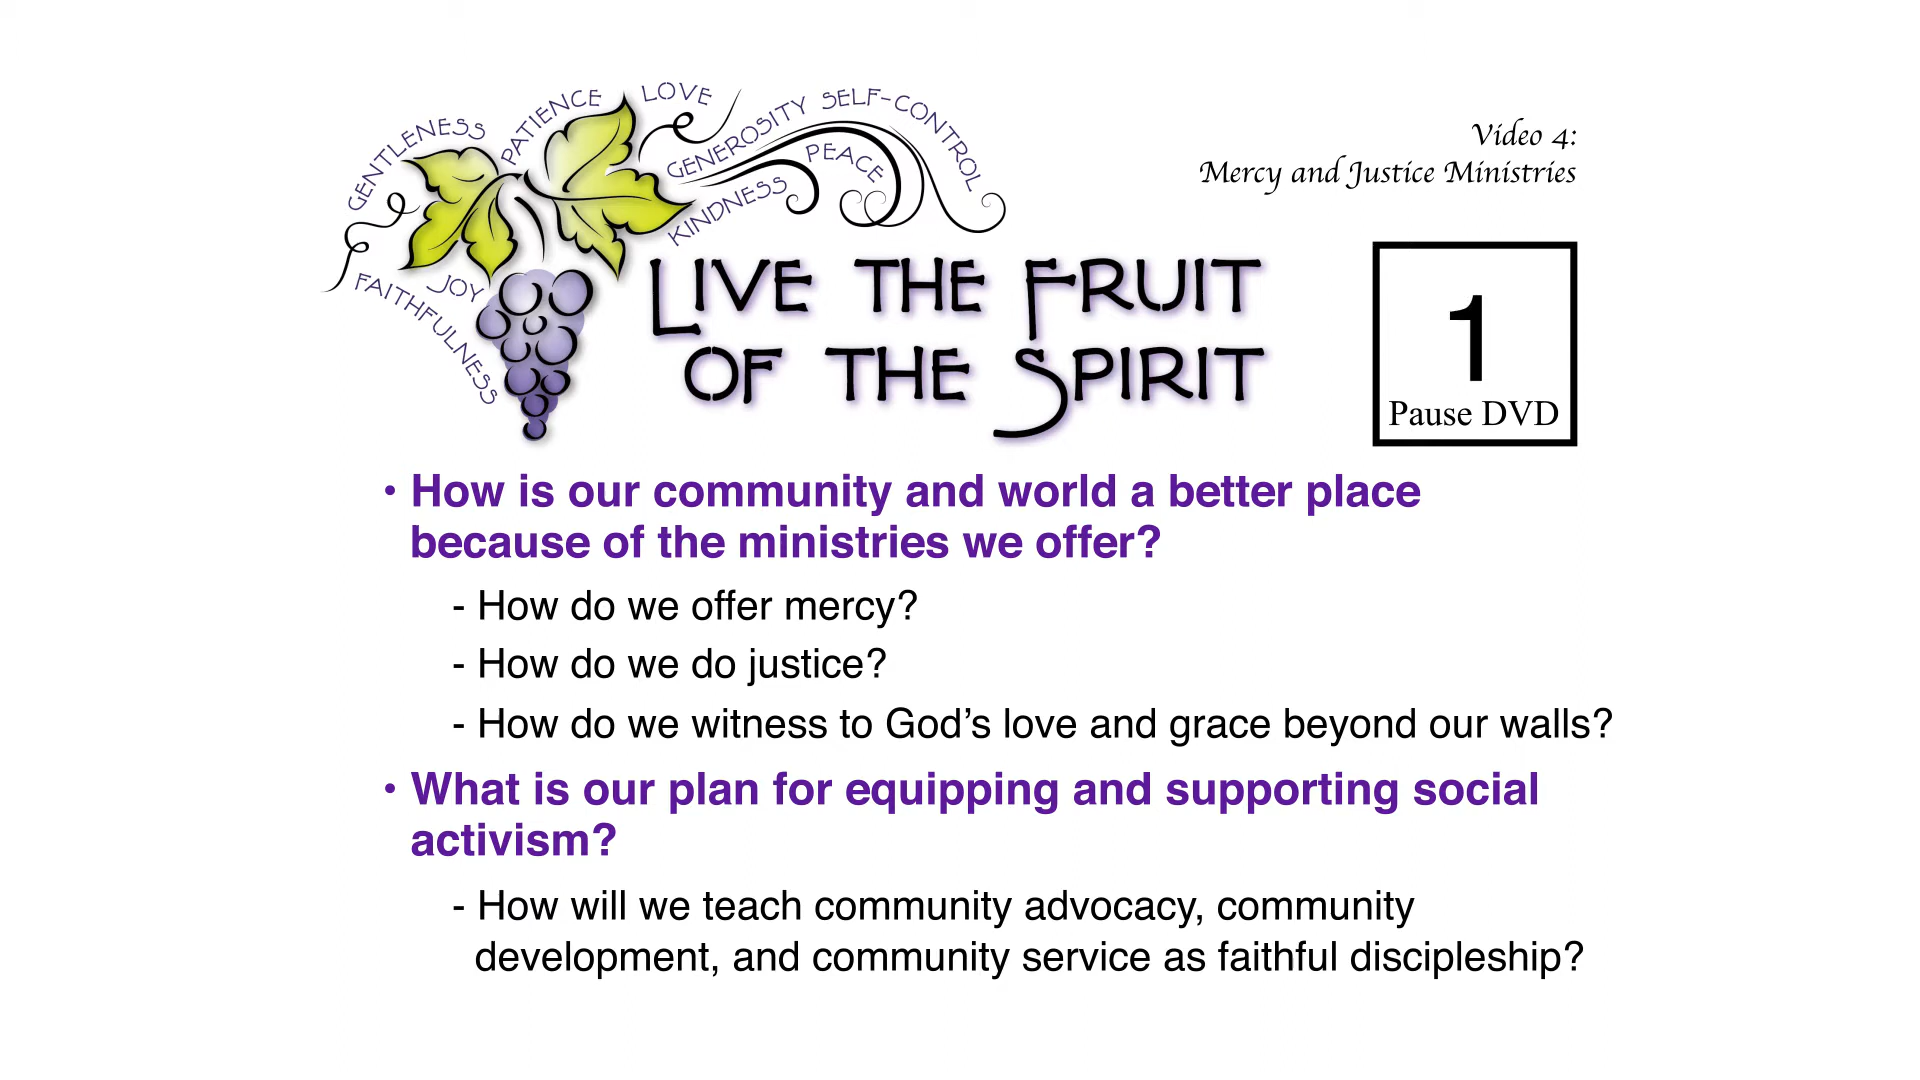 GENTLENESS
PATIENCE
LOVE
GENEROSITY
SELF-CONTROL
PEACE
KINDNESS
JOY
FAITHFULNESS
LIVE THE FRUIT
OF THE SPIRIT
Video 4:
Mercy and Justice Ministries
1
Pause DVD
• How is our community and world a better place
because of the ministries we offer?
- How do we offer mercy?
- How do we do justice?
- How do we witness to God’s love and grace beyond our walls?
• What is our plan for equipping and supporting social
activism?
- How will we teach community advocacy, community
development, and community service as faithful discipleship?